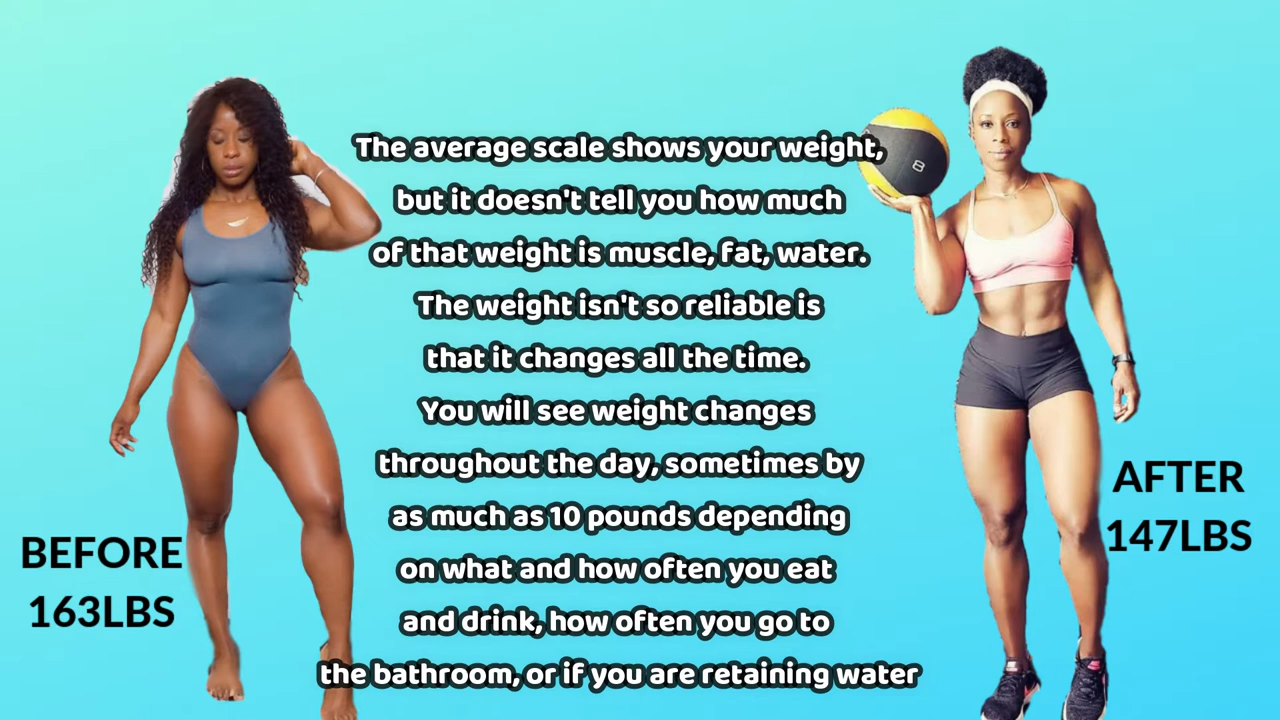 The average scale shows your weight,
but it doesn't tell you how much
of that weight is muscle, fat, water.
The weight isn't so reliable is
that it changes all the time.
You will see weight changes
throughout the day, sometimes by
as much as 10 pounds depending
on what and how often you eat
and drink, how often you go to
the bathroom, or if you are retaining water
BEFORE
163LBS
AFTER
147LBS
8